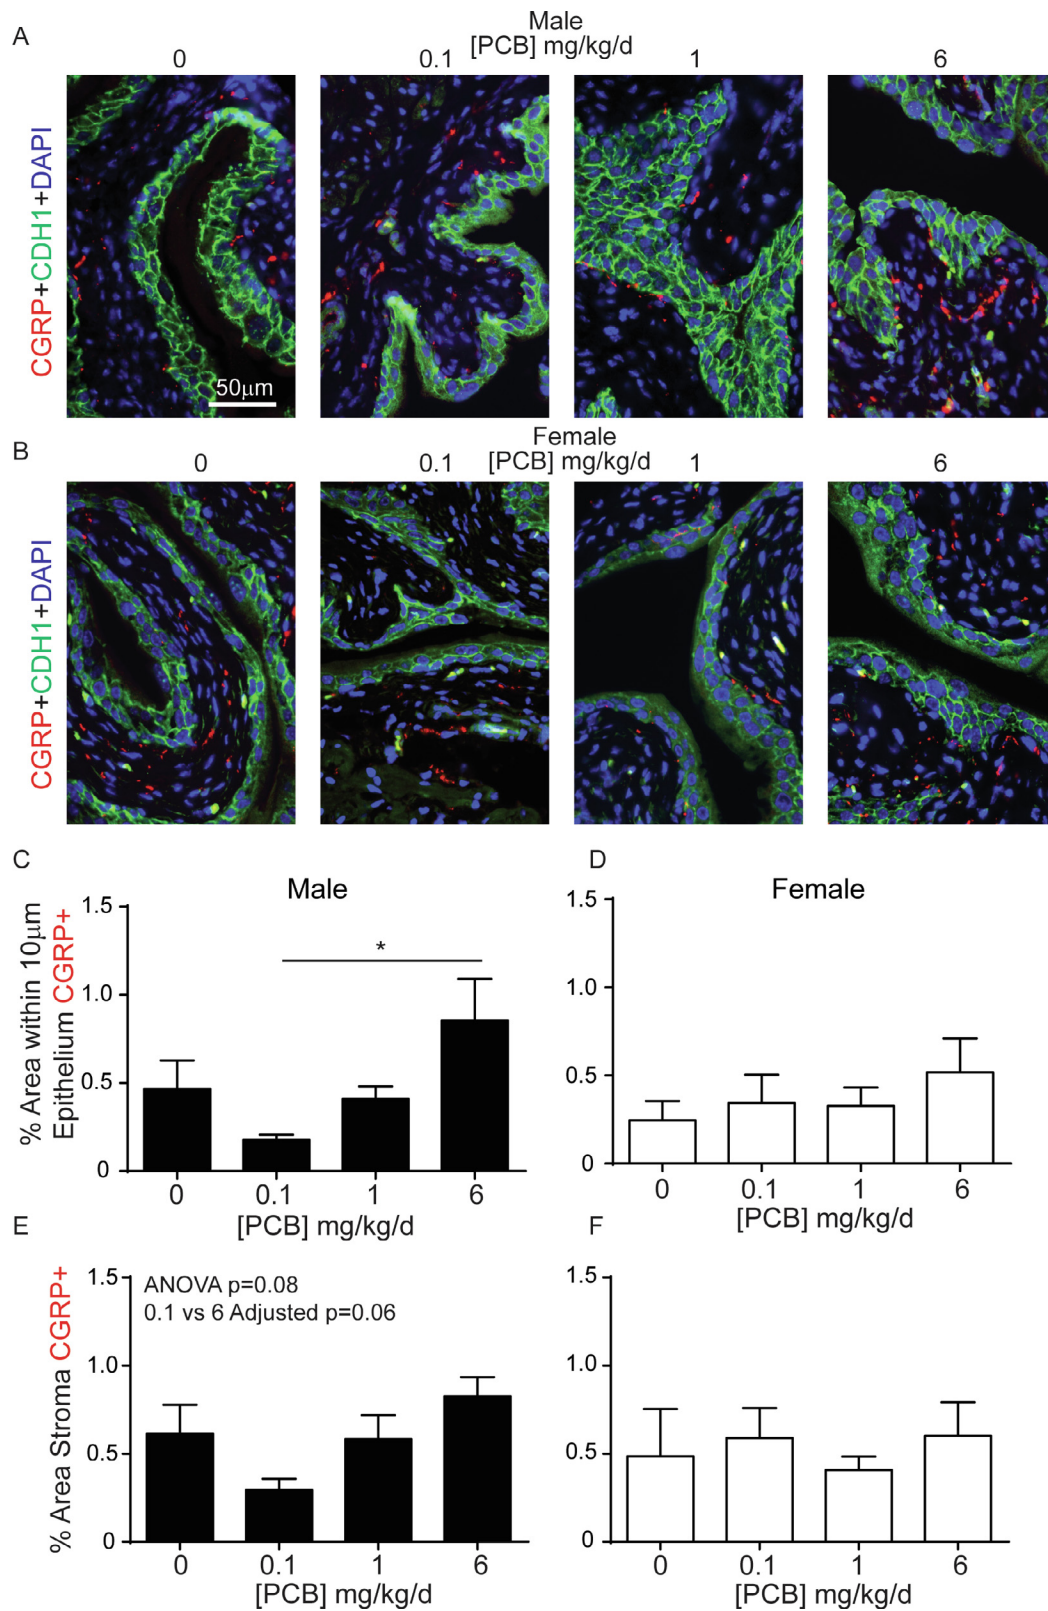 A
Male
[PCB] mg/kg/d
0 0.1 1 6
CGRP+CDH1+DAPI
50µm
B
Female
[PCB] mg/kg/d
0 0.1 1 6
CGRP+CDH1+DAPI
C
Male
% Area within 10µm
Epithelium CGRP+
1.5
1.0
0.5
0
*
0 0.1 1 6
[PCB] mg/kg/d
D
Female
1.5
1.0
0.5
0
0 0.1 1 6
[PCB] mg/kg/d
E
% Area Stroma CGRP+
1.5
1.0
0.5
0
ANOVA p=0.08
0.1 vs 6 Adjusted p=0.06
0 0.1 1 6
[PCB] mg/kg/d
F
1.5
1.0
0.5
0
0 0.1 1 6
[PCB] mg/kg/d